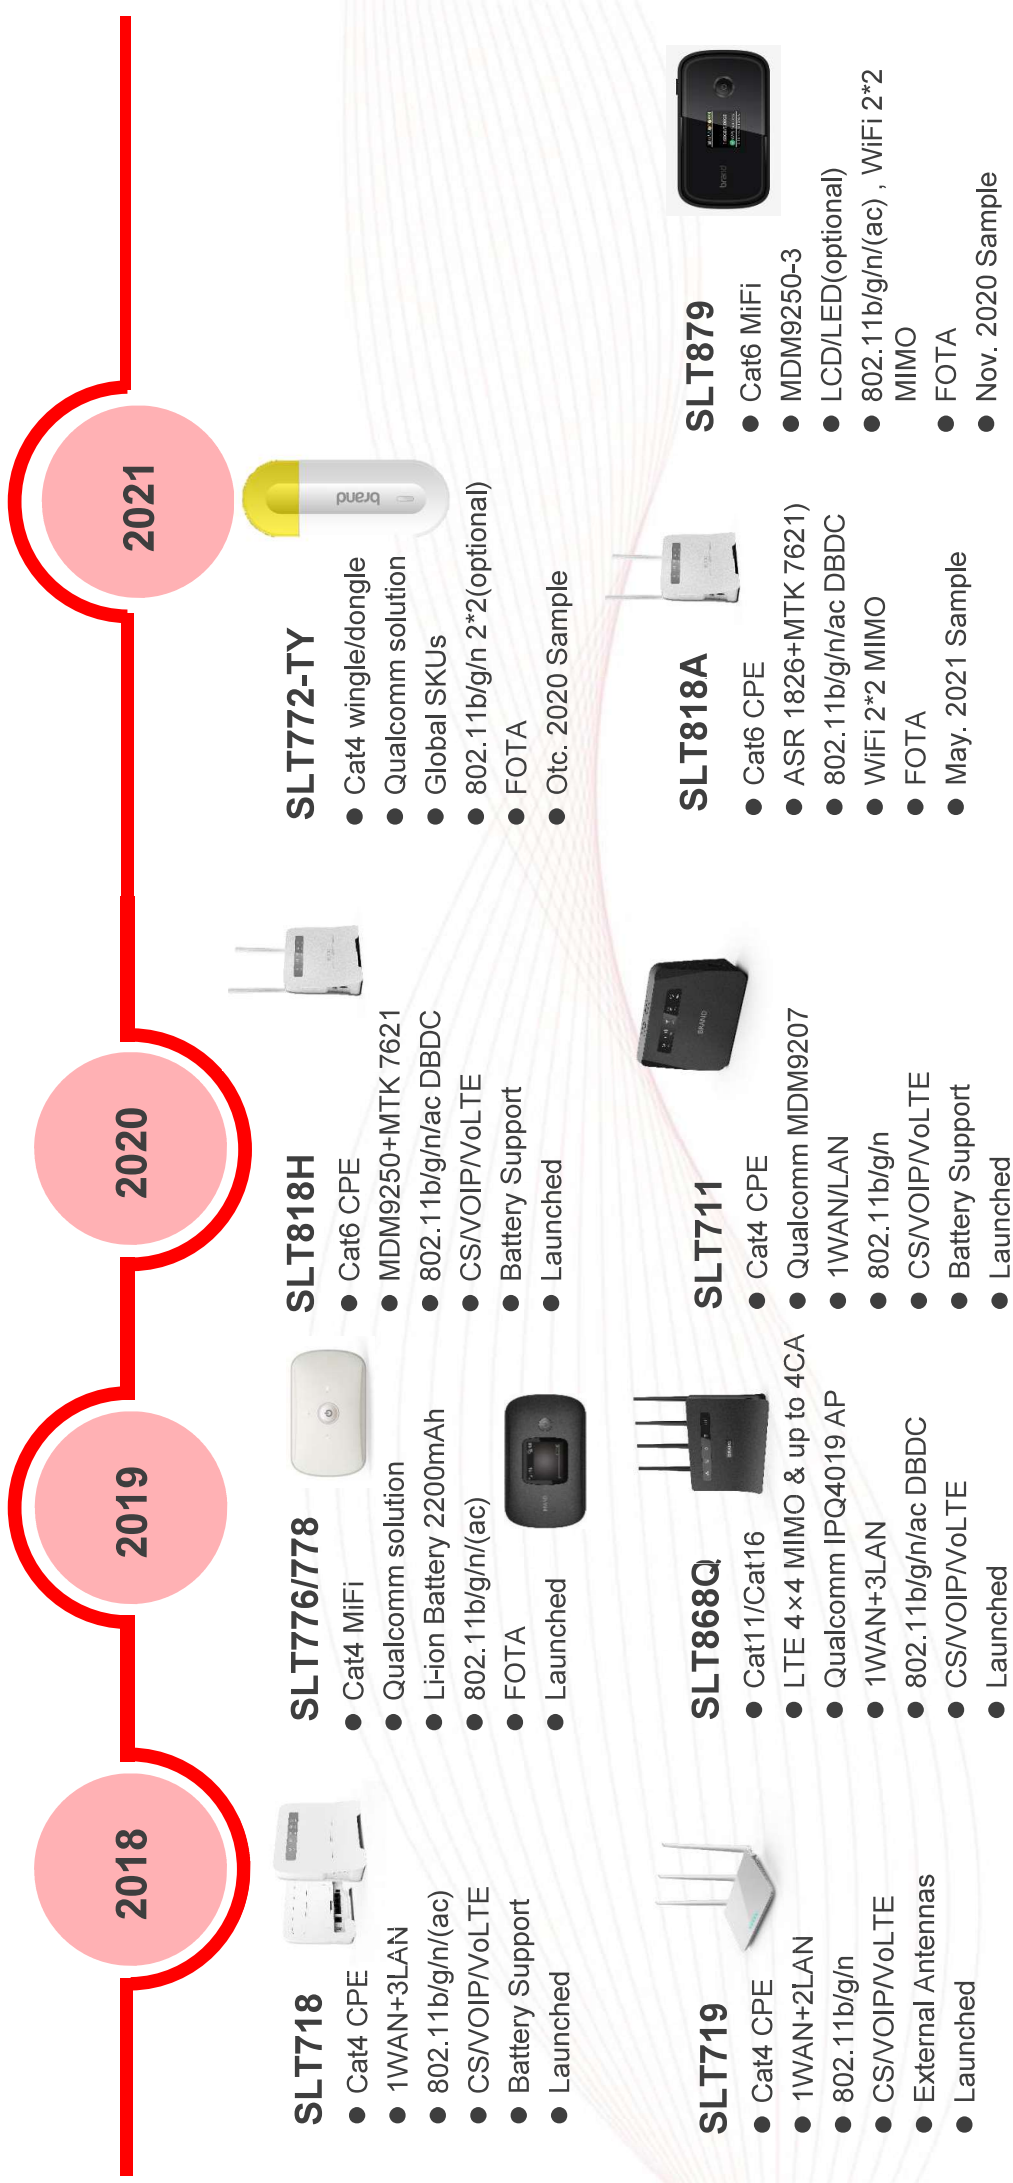 2018
2019
2020
2021
SLT718
● Cat4 CPE
● 1WAN+3LAN
● 802.11b/g/n/(ac)
● CS/VOIP/VoLTE
● Battery Support
● Launched
SLT776/778
● Cat4 MiFi
● Qualcomm solution
● Li-ion Battery 2200mAh
● 802.11b/g/n/(ac)
● FOTA
● Launched
SLT818H
● Cat6 CPE
● MDM9250+MTK 7621
● 802.11b/g/n/ac DBDC
● CS/VOIP/VoLTE
● Battery Support
● Launched
SLT772-TY
● Cat4 wingle/dongle
● Qualcomm solution
● Global SKUs
● 802.11b/g/n 2*2(optional)
● FOTA
● Otc. 2020 Sample
brand
SLT719
● Cat4 CPE
● 1WAN+2LAN
● 802.11b/g/n
● CS/VOIP/VoLTE
● External Antennas
● Launched
SLT868Q
● Cat11/Cat16
● LTE 4×4 MIMO & up to 4CA
● Qualcomm IPQ4019 AP
● 1WAN+3LAN
● 802.11b/g/n/ac DBDC
● CS/VOIP/VoLTE
● Launched
SLT711
● Cat4 CPE
● Qualcomm MDM9207
● 1WAN/LAN
● 802.11b/g/n
● CS/VOIP/VoLTE
● Battery Support
● Launched
BRAND
SLT818A
● Cat6 CPE
● ASR 1826+MTK 7621)
● 802.11b/g/n/ac DBDC
● WiFi 2*2 MIMO
● FOTA
● May. 2021 Sample
SLT879
● Cat6 MiFi
● MDM9250-3
● LCD/LED(optional)
● 802.11b/g/n/(ac) , WiFi 2*2
MIMO
● FOTA
● Nov. 2020 Sample
brand